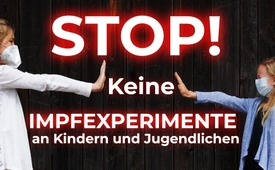 STOP!
Keine
IMPFEXPERIMENTE
an Kindern und Jugendlichen